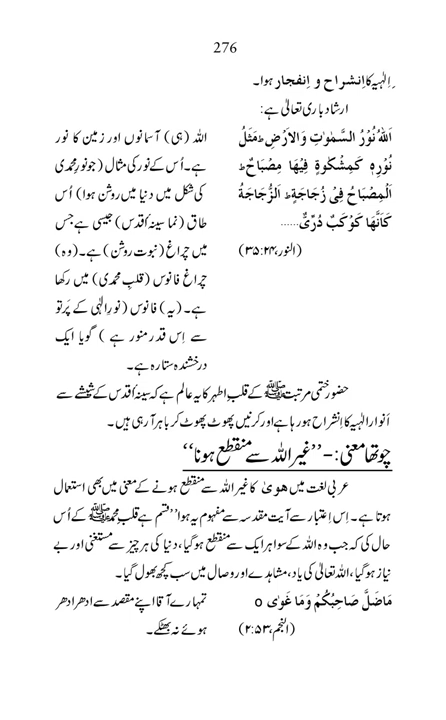 276
ِالٰہیہ کا اِنشراح و اِنفجار ہوا۔
ارشاد باری تعالیٰ ہے:
اَللهُ نُوْرُ السَّمٰوٰتِ وَالاَرْضِ ط مَثَلُ
نُوْرِه كَمِشْكٰوةٍ فِيْهَا مِصْبَاحٌ ط
اَلْمِصْبَاحُ فِيْ زُجَاجَةٍ ط اَلزُّجَاجَةُ
كَاَنَّهَا كَوْكَبٌ دُرِّيٌّ......
(النور،۲۴:۳۵)
اللہ (ہی) آسمانوں اور زمین کا نور
ہے۔ اُس کے نور کی مثال (جو نورِ محمدی
کی شکل میں دنیا میں روشن ہوا) اُس
طاق (نما سینۂ اقدس) جیسی ہے جس
میں چراغ (نبوت روشن) ہے۔ (وہ)
چراغ فانوس (قلبِ محمدی) میں رکھا
ہے۔ (یہ) فانوس (نورِ الٰہی کے پَرتو
سے اِس قدر منور ہے ) گویا ایک
درخشندہ ستارہ ہے۔
حضور ختمی مرتبت ﷺ کے قلب اطہر کا یہ عالم ہے کہ سینۂ اقدس کے شیشے سے
اَنوار الٰہیہ کا اِنشراح ہو رہا ہے اور کرنیں پھوٹ پھوٹ کر باہر آ رہی ہیں۔
چوتھا معنی:- ’’غیر اللہ سے منقطع ہونا‘‘
عربی لغت میں ھویٰ کا غیر اللہ سے منقطع ہونے کے معنی میں بھی استعمال
ہوتا ہے۔ اِس اِعتبار سے آیت مقدسہ سے مفہوم یہ ہوا ’’قسم ہے قلبِ محمد ﷺ کے اُس
حال کی کہ جب وہ اللہ کے سوا ہر ایک سے منقطع ہو گیا، دنیا کی ہر چیز سے مستغنی اور بے
نیاز ہو گیا، اللہ تعالیٰ کی یاد، مشاہدے اور وصال میں سب کچھ بھول گیا۔
مَاضَلَّ صَاحِبُكُمْ وَمَا غَوٰى o
(النجم،۵۳:۲)
تمہارے آقا اپنے مقصد سے ادھر ادھر
ہوئے نہ بھٹکے۔